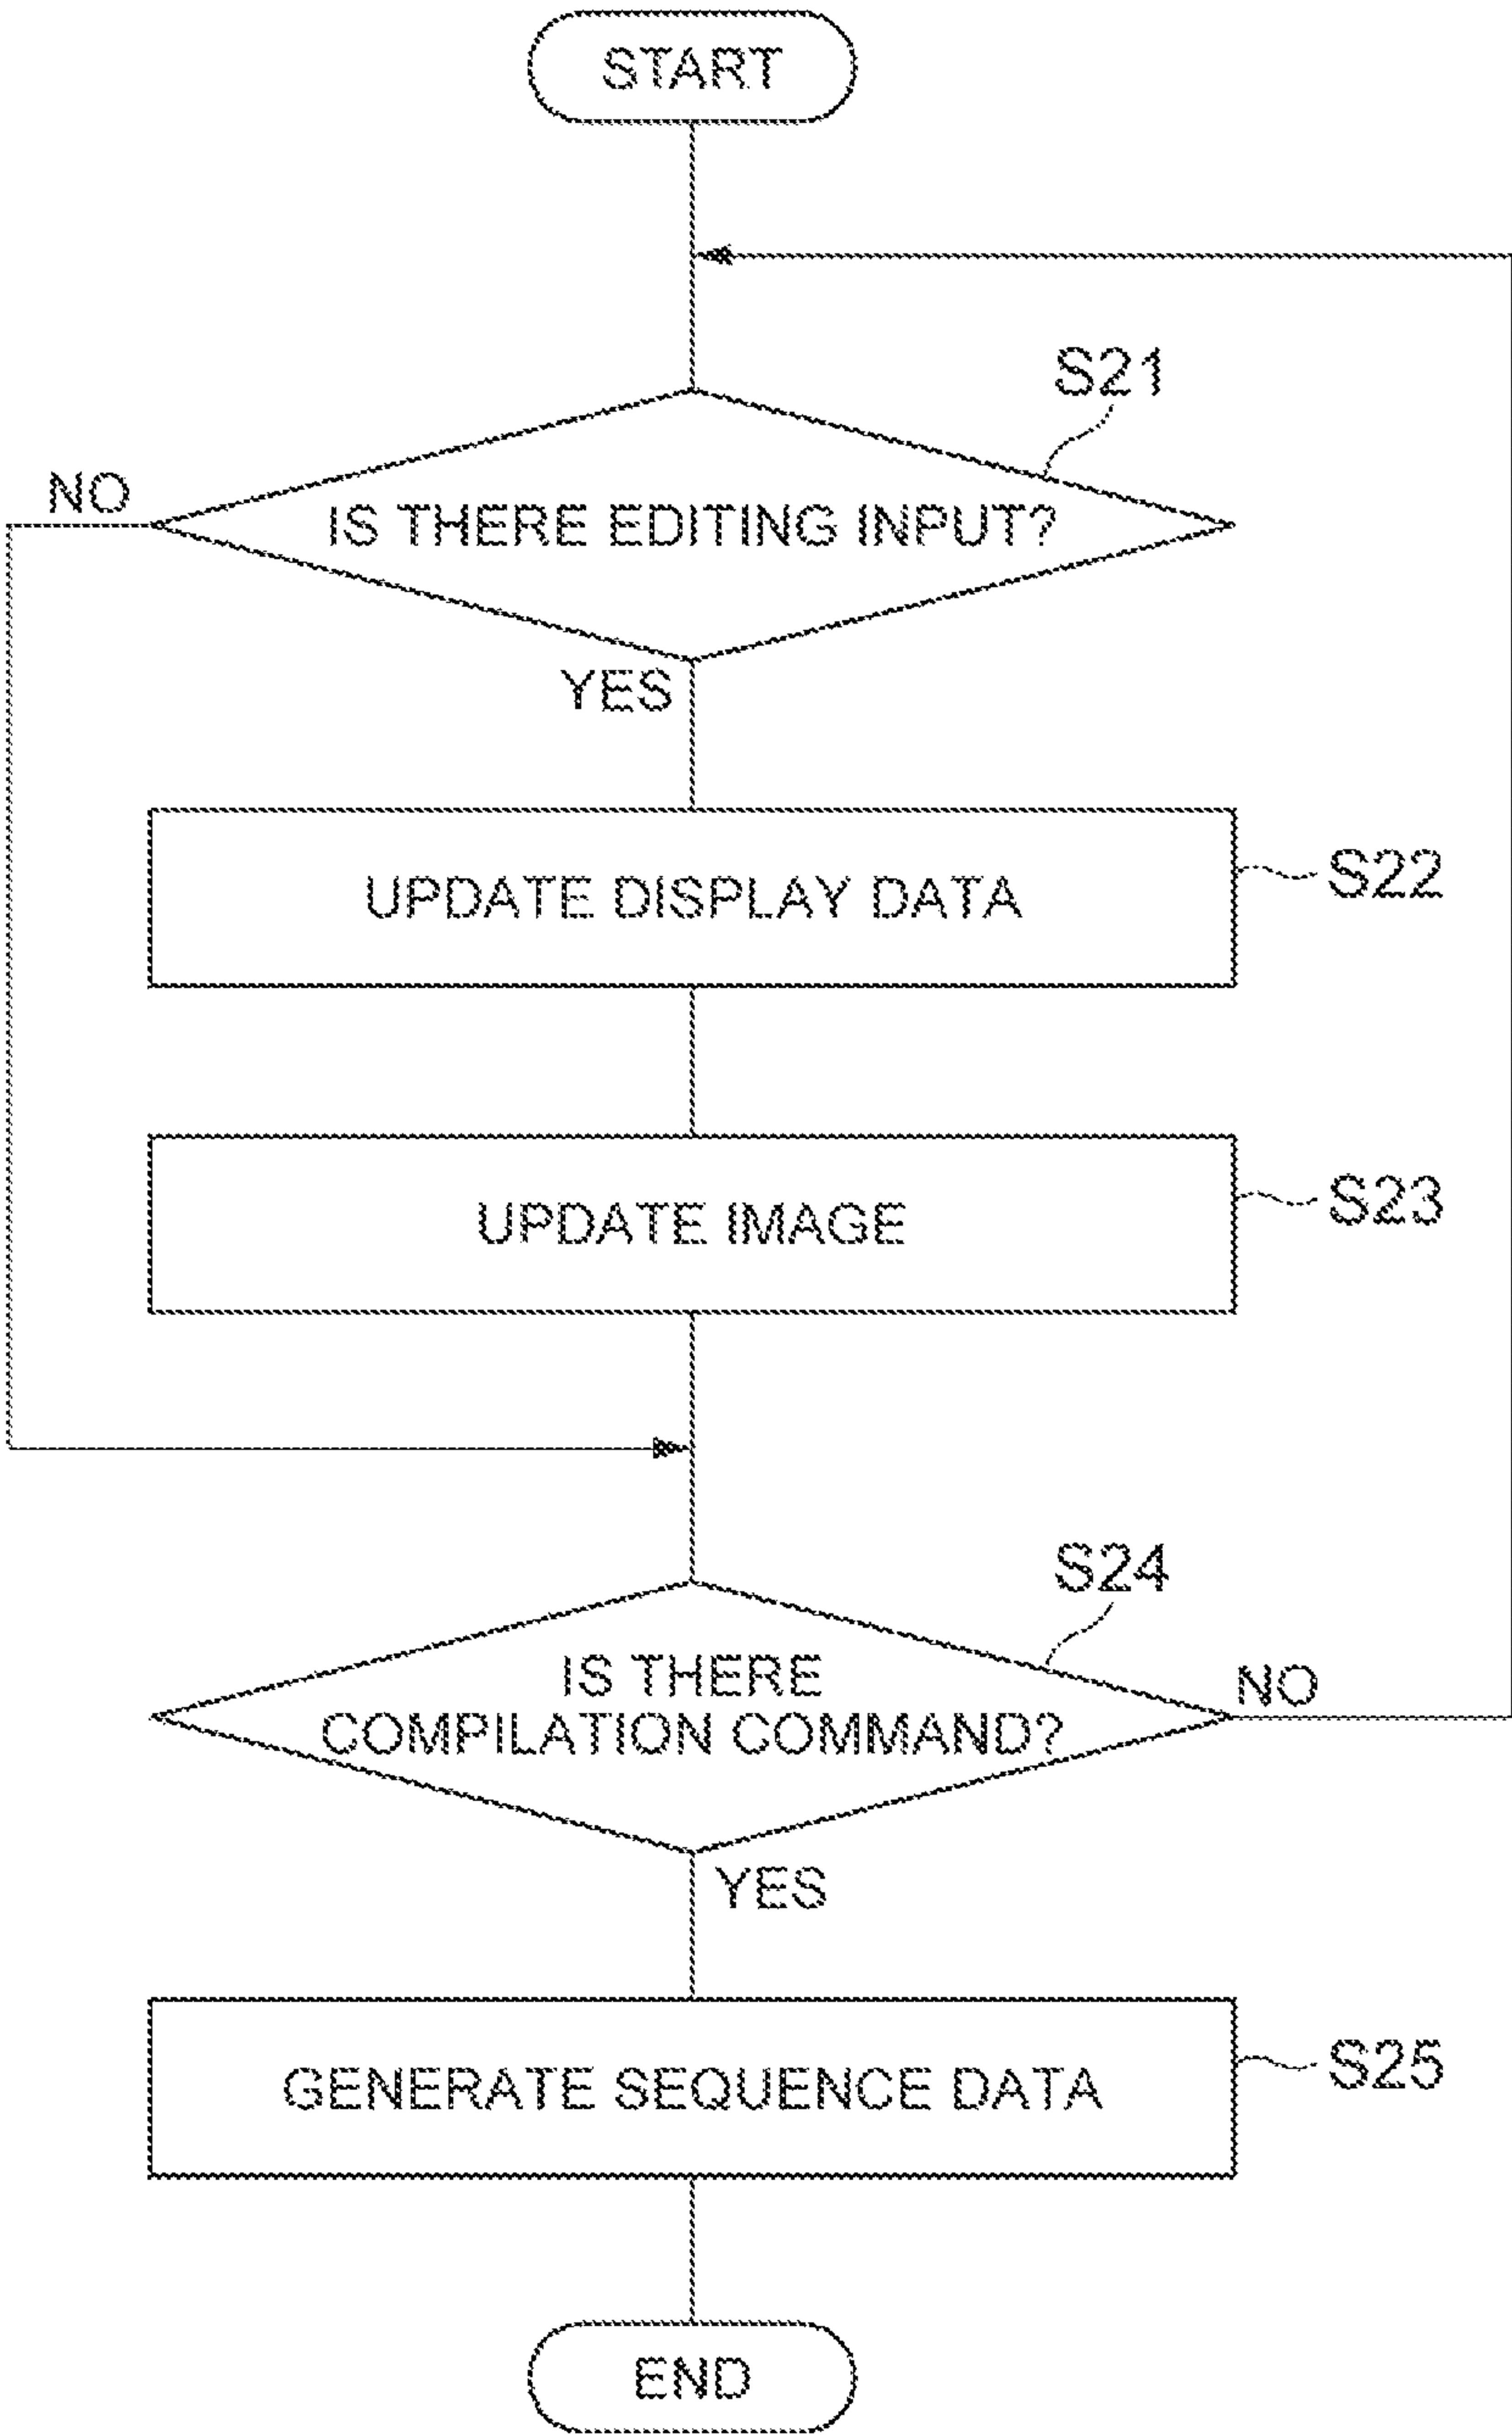 START
S21
NO
IS THERE EDITING INPUT?
YES
UPDATE DISPLAY DATA
S22
UPDATE IMAGE
S23
S24
IS THERE
COMPILATION COMMAND?
NO
YES
GENERATE SEQUENCE DATA
S25
END